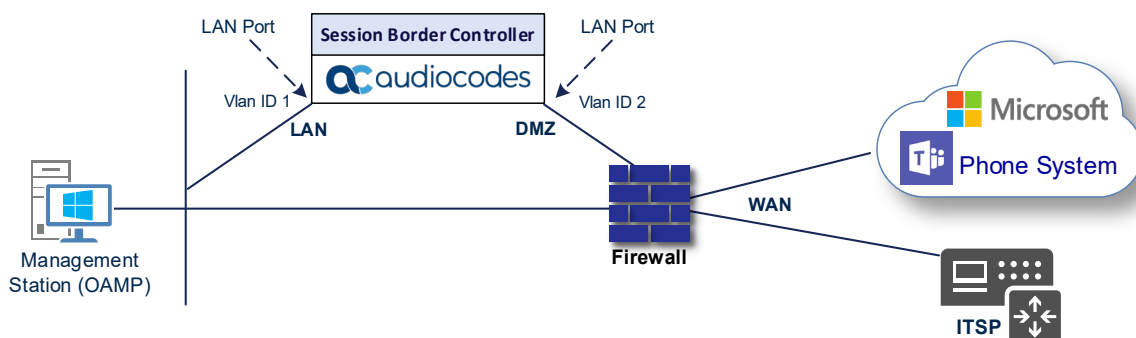 LAN Port
Session Border Controller
LAN Port
audiocodes
Vlan ID 1
Vlan ID 2
LAN
DMZ
Microsoft
Phone System
WAN
Management
Station (OAMP)
Firewall
ITSP